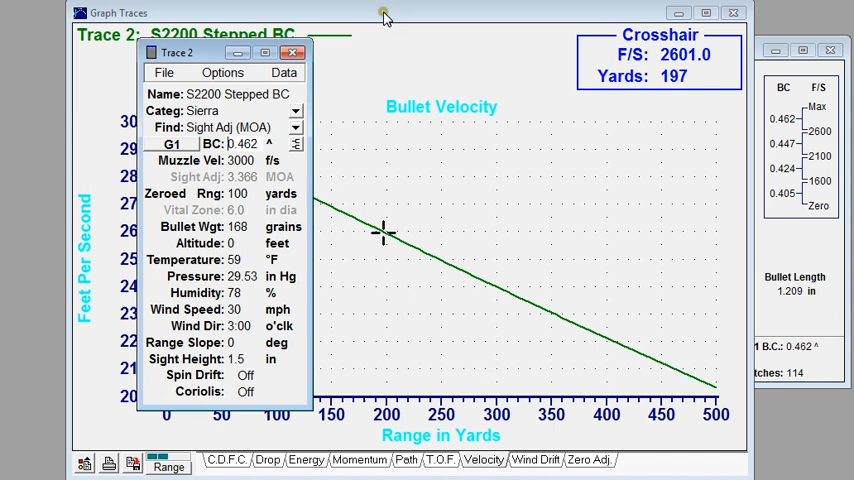 Graph Traces
Trace 2: S2200 Stepped BC
Crosshair
F/S: 2601.0
Yards: 197
Bullet Velocity
Trace 2
File Options Data
Name: S2200 Stepped BC
Categ: Sierra
Find: Sight Adj (MOA)
G1 BC: 0.462 ^
Muzzle Vel: 3000 f/s
Sight Adj: 3.366 MOA
Zeroed Rng: 100 yards
Vital Zone: 6.0 in dia
Bullet Wgt: 168 grains
Altitude: 0 feet
Temperature: 59 °F
Pressure: 29.53 in Hg
Humidity: 78 %
Wind Speed: 30 mph
Wind Dir: 3:00 o'clk
Range Slope: 0 deg
Sight Height: 1.5 in
Spin Drift: Off
Coriolis: Off
Feet Per Second
30
29
28
27
26
25
24
23
22
21
20
0 50 100 150 200 250 300 350 400 450 500
Range in Yards
Range
C.D.F.C. Drop Energy Momentum Path T.O.F. Velocity Wind Drift Zero Adj.
BC F/S
Max
0.462
2600
0.447
2100
0.424
1600
0.405
Zero
Bullet Length
1.209 in
1 B.C.: 0.462 ^
tches: 114